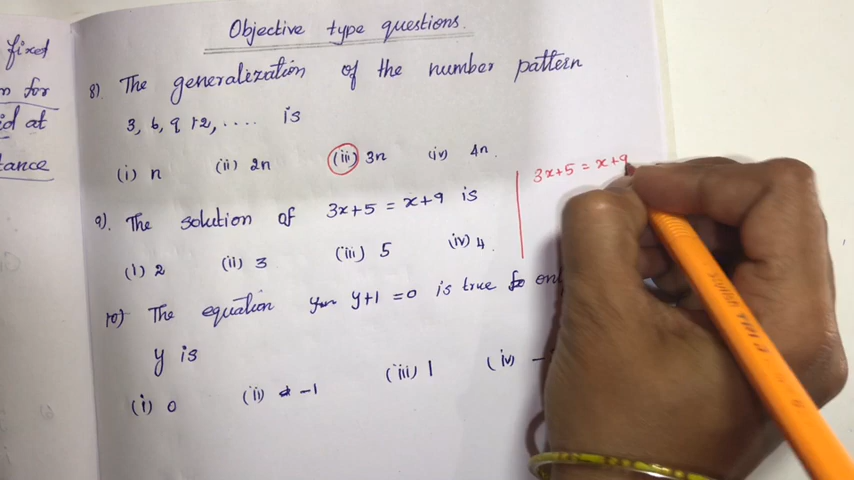 fixed
for
at
tance
Objective type questions.
8) The generalization of the number pattern
3, 6, 9, 12, .... is
(i) n (ii) 2n (iii) 3n (iv) 4n.
9). The solution of 3x+5 = x+9 is
3x+5 = x+9
(i) 2 (ii) 3 (iii) 5 (iv) 4
10) The equation y+1 = 0 is true
y is
(i) 0 (ii) -1 (iii) 1 (iv) -